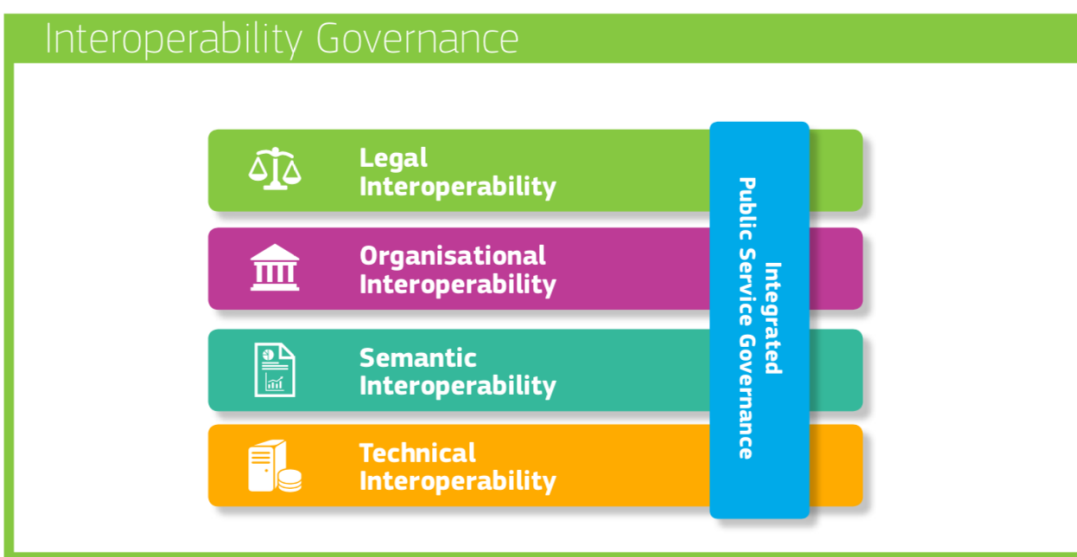 Interoperability Governance
Legal
Interoperability
Organisational
Interoperability
Semantic
Interoperability
Technical
Interoperability
Integrated
Public Service Governance